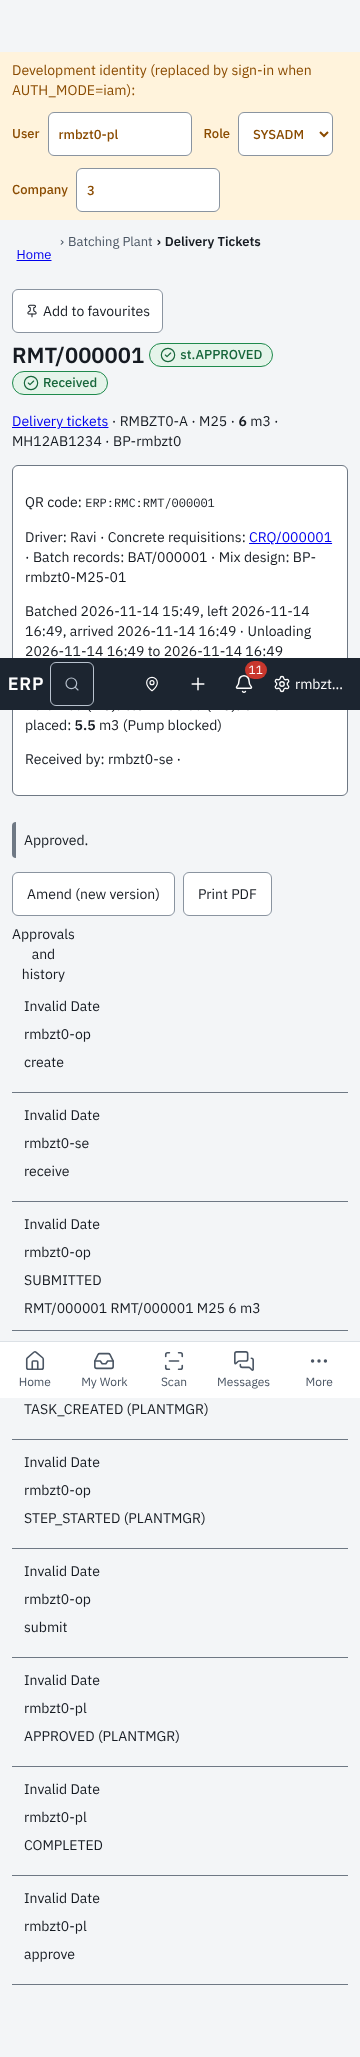 Development identity (replaced by sign-in when
AUTH_MODE=iam):
User rmbzt0-pl Role SYSADM
Company 3
Home › Batching Plant › Delivery Tickets
Add to favourites
RMT/000001 st.APPROVED
Received
Delivery tickets · RMBZT0-A · M25 · 6 m3 ·
MH12AB1234 · BP-rmbzt0
QR code: ERP:RMC:RMT/000001
Driver: Ravi · Concrete requisitions: CRQ/000001
· Batch records: BAT/000001 · Mix design: BP-
rmbzt0-M25-01
Batched 2026-11-14 15:49, left 2026-11-14
16:49, arrived 2026-11-14 16:49 · Unloading
2026-11-14 16:49 to 2026-11-14 16:49
ERP 11 rmbzt...
placed: 5.5 m3 (Pump blocked)
Received by: rmbzt0-se ·
Approved.
Amend (new version) Print PDF
Approvals
and
history
Invalid Date
rmbzt0-op
create
Invalid Date
rmbzt0-se
receive
Invalid Date
rmbzt0-op
SUBMITTED
RMT/000001 RMT/000001 M25 6 m3
Home My Work Scan Messages More
TASK_CREATED (PLANTMGR)
Invalid Date
rmbzt0-op
STEP_STARTED (PLANTMGR)
Invalid Date
rmbzt0-op
submit
Invalid Date
rmbzt0-pl
APPROVED (PLANTMGR)
Invalid Date
rmbzt0-pl
COMPLETED
Invalid Date
rmbzt0-pl
approve